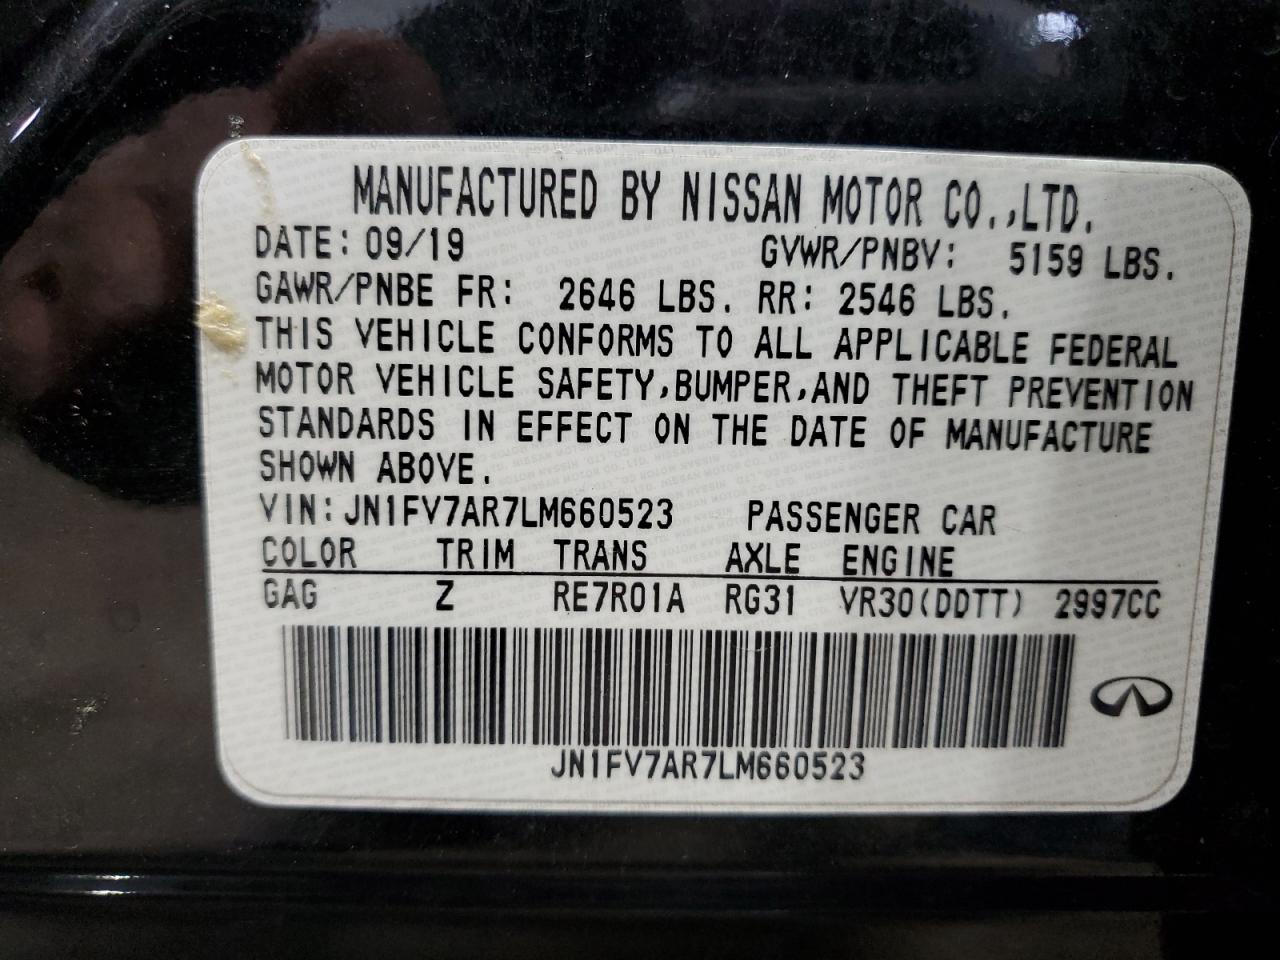 MANUFACTURED BY NISSAN MOTOR CO.,LTD.
DATE: 09/19 GVWR/PNBV: 5159 LBS.
GAWR/PNBE FR: 2646 LBS. RR: 2546 LBS.
THIS VEHICLE CONFORMS TO ALL APPLICABLE FEDERAL
MOTOR VEHICLE SAFETY,BUMPER,AND THEFT PREVENTION
STANDARDS IN EFFECT ON THE DATE OF MANUFACTURE
SHOWN ABOVE.
VIN: JN1FV7AR7LM660523 PASSENGER CAR
COLOR TRIM TRANS AXLE ENGINE
GAG Z RE7R01A RG31 VR30(DDTT) 2997CC
JN1FV7AR7LM660523